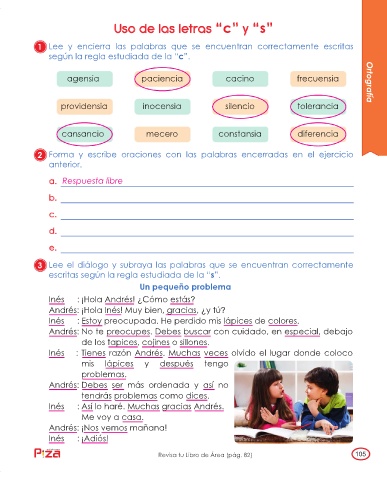 Uso de las letras “c” y “s”
1 Lee y encierra las palabras que se encuentran correctamente escritas
según la regla estudiada de la “c”.
agensia paciencia cacino frecuensia
providensia inocensia silencio tolerancia
cansancio mecero constansia diferencia
Ortografía
2 Forma y escribe oraciones con las palabras encerradas en el ejercicio
anterior.
a. Respuesta libre
b.
c.
d.
e.
3 Lee el diálogo y subraya las palabras que se encuentran correctamente
escritas según la regla estudiada de la “s”.
Un pequeño problema
Inés : ¡Hola Andrés! ¿Cómo estás?
Andrés: ¡Hola Inés! Muy bien, gracias, ¿y tú?
Inés : Estoy preocupada. He perdido mis lápices de colores.
Andrés: No te preocupes. Debes buscar con cuidado, en especial, debajo
de los tapices, cojines o sillones.
Inés : Tienes razón Andrés. Muchas veces olvido el lugar donde coloco
mis lápices y después tengo
problemas.
Andrés: Debes ser más ordenada y así no
tendrás problemas como dices.
Inés : Así lo haré. Muchas gracias Andrés.
Me voy a casa.
Andrés: ¡Nos vemos mañana!
Inés : ¡Adiós!
PIZA
Revisa tu Libro de Área (pág. 82)
105